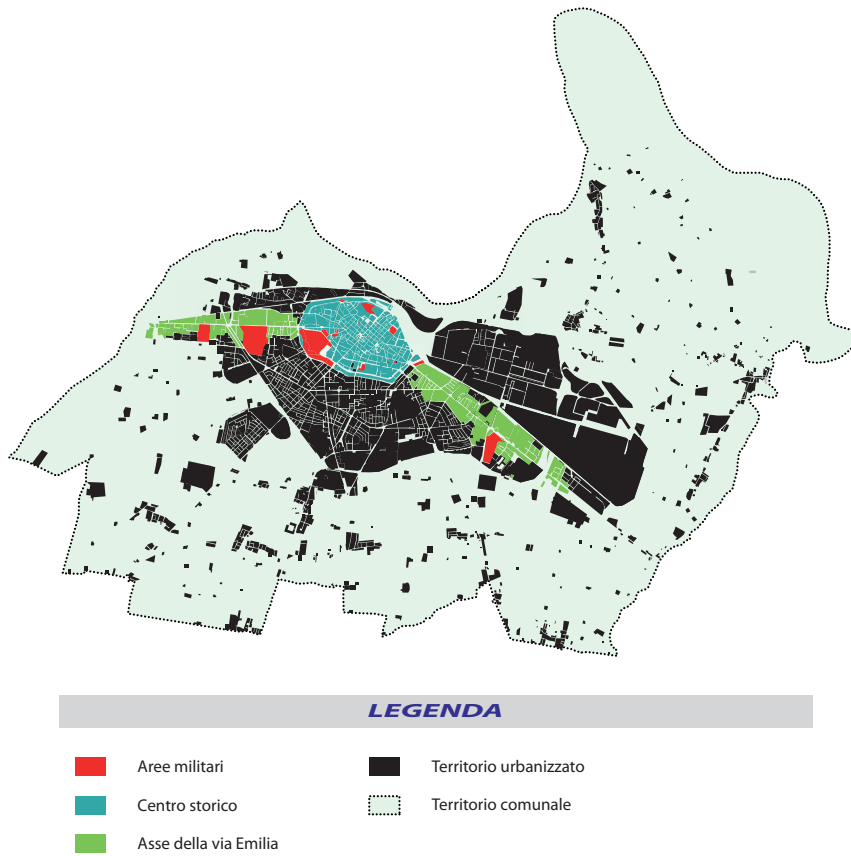 LEGENDA
Aree militari
Centro storico
Asse della via Emilia
Territorio urbanizzato
Territorio comunale